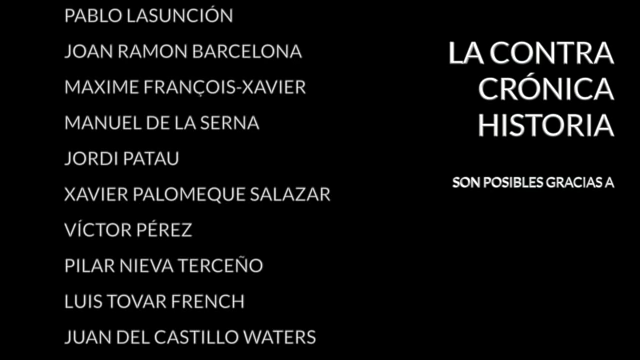 PABLO LASUNCIÓN
JOAN RAMON BARCELONA
MAXIME FRANÇOIS-XAVIER
MANUEL DE LA SERNA
JORDI PATAU
XAVIER PALOMEQUE SALAZAR
VÍCTOR PÉREZ
PILAR NIEVA TERCEÑO
LUIS TOVAR FRENCH
JUAN DEL CASTILLO WATERS
LA CONTRA
CRÓNICA
HISTORIA
SON POSIBLES GRACIAS A